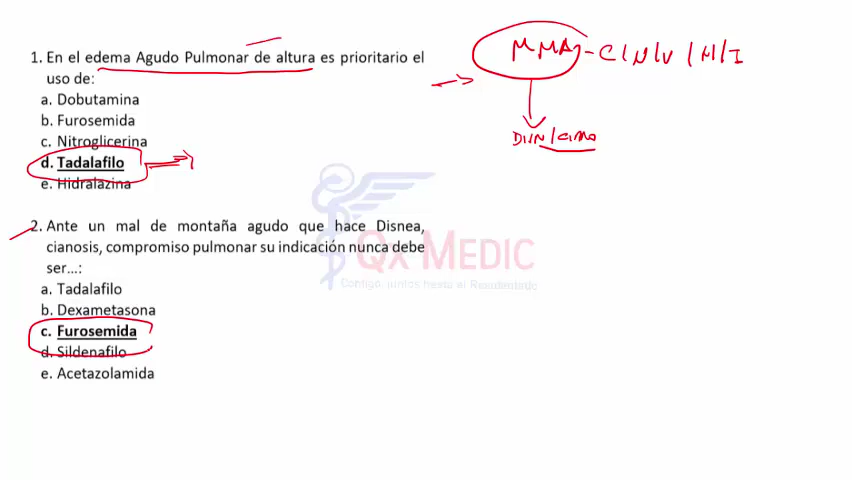 1. En el edema Agudo Pulmonar de altura es prioritario el
uso de:
a. Dobutamina
b. Furosemida
c. Nitroglicerina
d. Tadalafilo
e. Hidralazina
2. Ante un mal de montaña agudo que hace Disnea,
cianosis, compromiso pulmonar su indicación nunca debe
ser...:
a. Tadalafilo
b. Dexametasona
c. Furosemida
d. Sildenafilo
e. Acetazolamida
MMA - C/N/V/H/I
QX MEDIC
Contigo, juntos hasta el Residentado